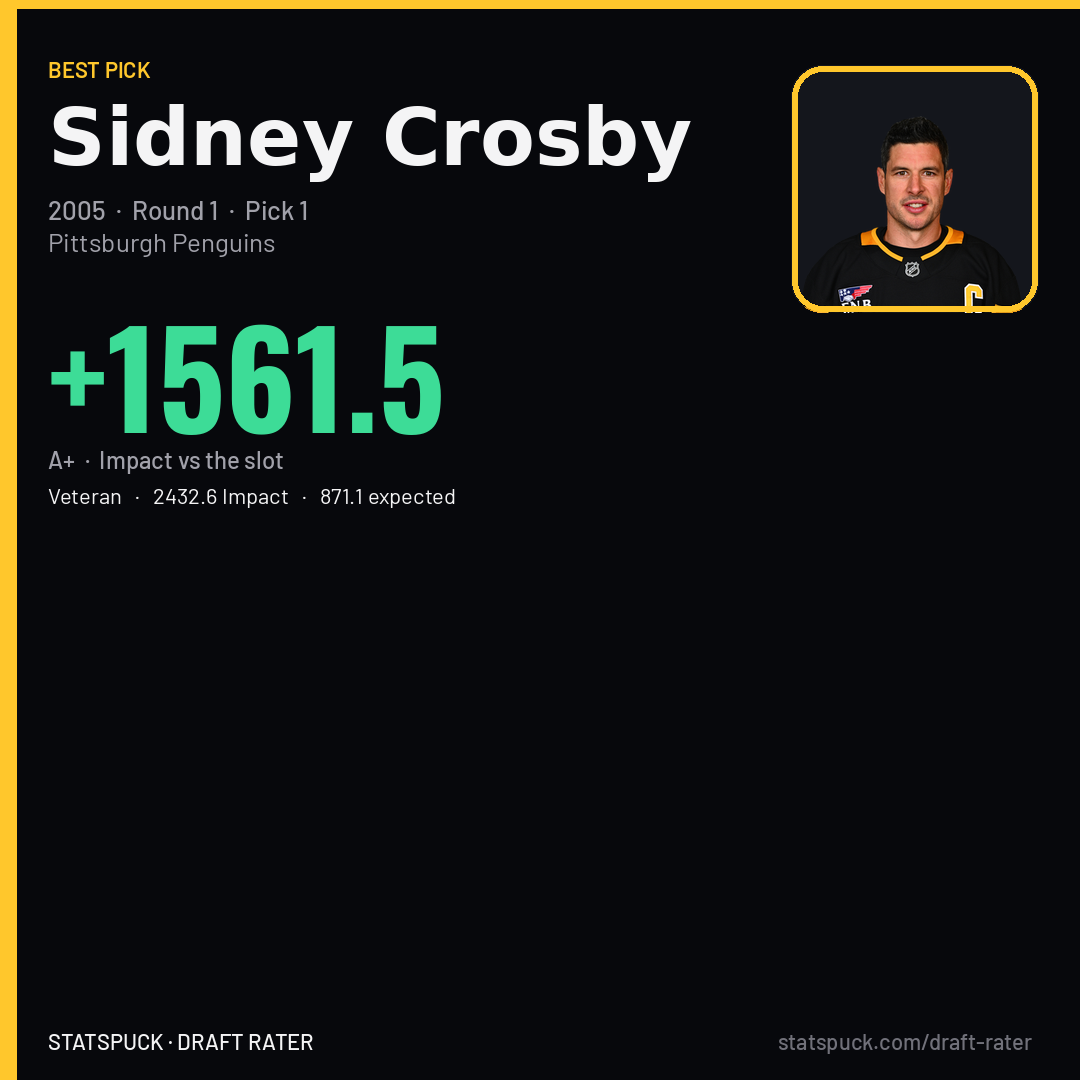 BEST PICK
Sidney Crosby
2005 · Round 1 · Pick 1
Pittsburgh Penguins
+1561.5
A+ · Impact vs the slot
Veteran · 2432.6 Impact · 871.1 expected
FNB
C
STATSPUCK · DRAFT RATER
statspuck.com/draft-rater